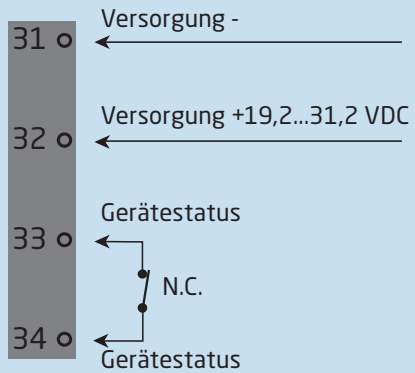 31
Versorgung -
32
Versorgung +19,2...31,2 VDC
33
Gerätestatus
N.C.
34
Gerätestatus